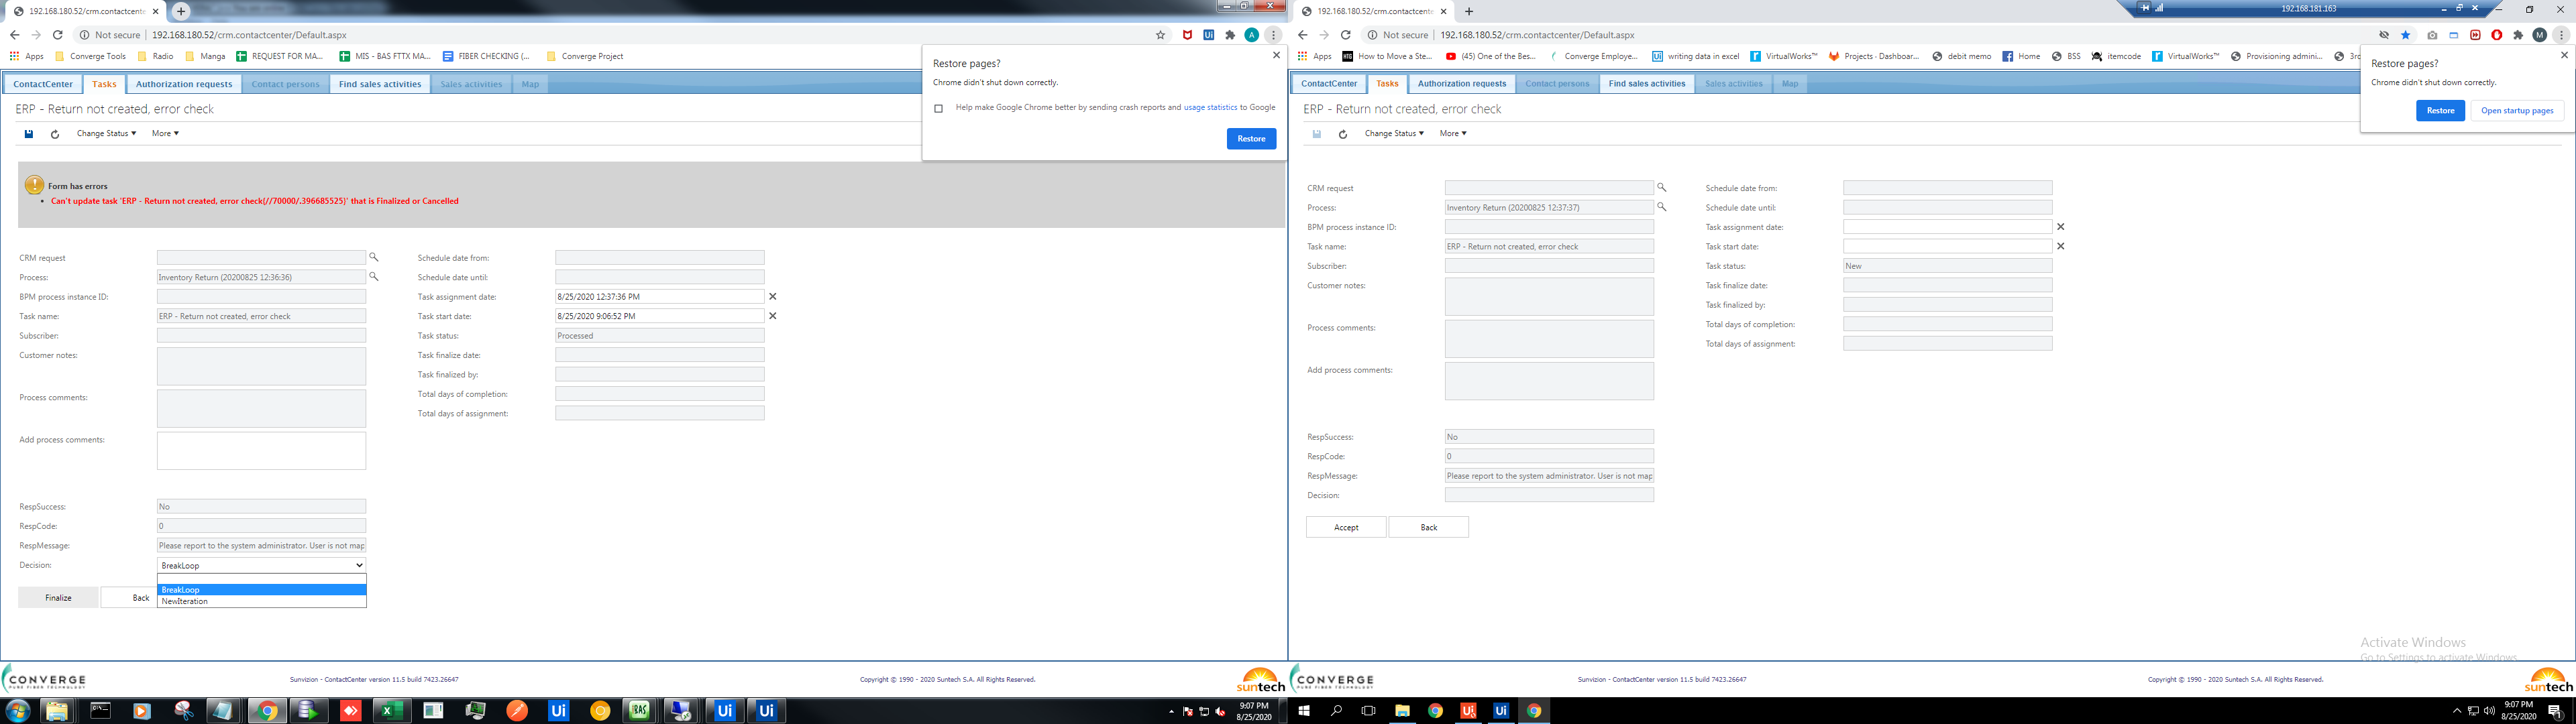 192.168.180.52/crm.contactcente
Not secure | 192.168.180.52/crm.contactcenter/Default.aspx
Apps Converge Tools Radio Manga REQUEST FOR MA... MIS - BAS FTTX MA... FIBER CHECKING (... Converge Project
ContactCenter Tasks Authorization requests Contact persons Find sales activities Sales activities Map
ERP - Return not created, error check
Change Status More
Restore pages?
Chrome didn't shut down correctly.
Help make Google Chrome better by sending crash reports and usage statistics to Google
Restore
Form has errors
Can't update task 'ERP - Return not created, error check(//70000/.396685525)' that is Finalized or Cancelled
CRM request
Schedule date from:
Process: Inventory Return (20200825 12:36:36)
Schedule date until:
BPM process instance ID:
Task assignment date: 8/25/2020 12:37:36 PM
Task name: ERP - Return not created, error check
Task start date: 8/25/2020 9:06:52 PM
Subscriber:
Task status: Processed
Customer notes:
Task finalize date:
Task finalized by:
Process comments:
Total days of completion:
Total days of assignment:
Add process comments:
RespSuccess: No
RespCode: 0
RespMessage: Please report to the system administrator. User is not map
Decision: BreakLoop
BreakLoop
NewIteration
Finalize Back
CONVERGE
PURE FIBER TECHNOLOGY
Sunvizion - ContactCenter version 11.5 build 7423.26647
Copyright © 1990 - 2020 Suntech S.A. All Rights Reserved.
suntech
9:07 PM
8/25/2020
192.168.180.52/crm.contactcente
192.168.181.163
Not secure | 192.168.180.52/crm.contactcenter/Default.aspx
Apps How to Move a Ste... (45) One of the Bes... Converge Employe... writing data in excel VirtualWorks™ Projects - Dashboar... debit memo Home BSS itemcode VirtualWorks™ Provisioning admini...
ContactCenter Tasks Authorization requests Contact persons Find sales activities Sales activities Map
ERP - Return not created, error check
Change Status More
Restore pages?
Chrome didn't shut down correctly.
Restore Open startup pages
CRM request
Schedule date from:
Process: Inventory Return (20200825 12:37:37)
Schedule date until:
BPM process instance ID:
Task assignment date:
Task name: ERP - Return not created, error check
Task start date:
Subscriber:
Task status: New
Customer notes:
Task finalize date:
Task finalized by:
Process comments:
Total days of completion:
Total days of assignment:
Add process comments:
RespSuccess: No
RespCode: 0
RespMessage: Please report to the system administrator. User is not map
Decision:
Accept Back
Activate Windows
Go to Settings to activate Windows.
CONVERGE
PURE FIBER TECHNOLOGY
Sunvizion - ContactCenter version 11.5 build 7423.26647
Copyright © 1990 - 2020 Suntech S.A. All Rights Reserved.
suntech
9:07 PM
8/25/2020